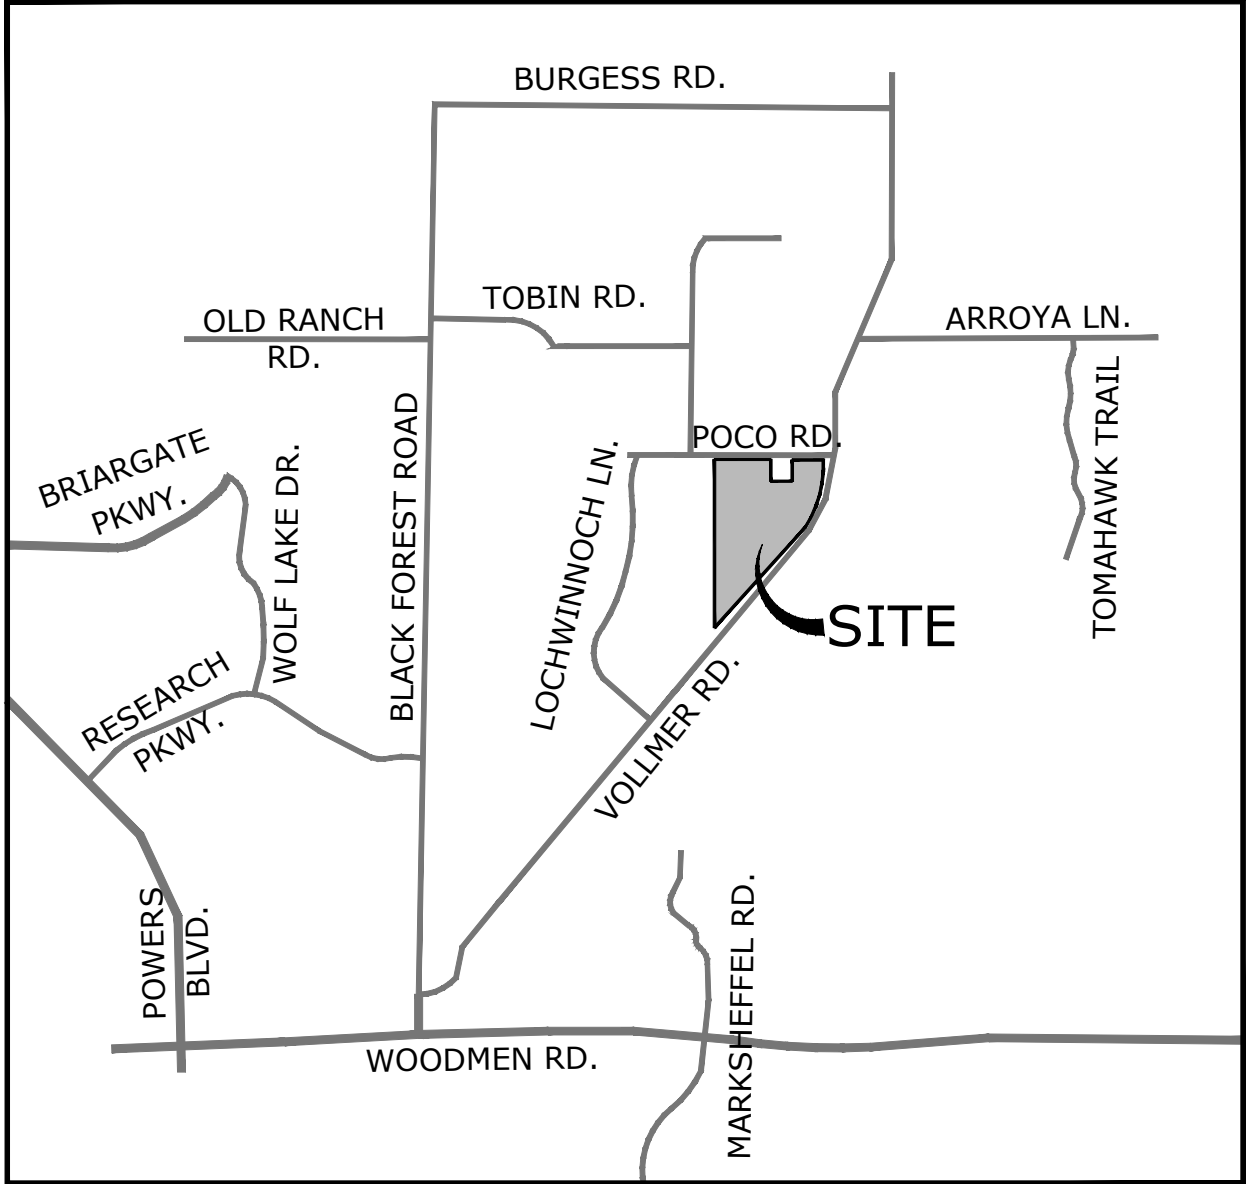 BURGESS RD.
TOBIN RD.
OLD RANCH
RD.
ARROYA LN.
POCO RD.
TOMAHAWK TRAIL
BRIARGATE
PKWY.
WOLF LAKE DR.
BLACK FOREST ROAD
LOCHWINNOCH LN.
SITE
RESEARCH
PKWY.
VOLLMER RD.
POWERS
BLVD.
MARKSHEFFEL RD.
WOODMEN RD.